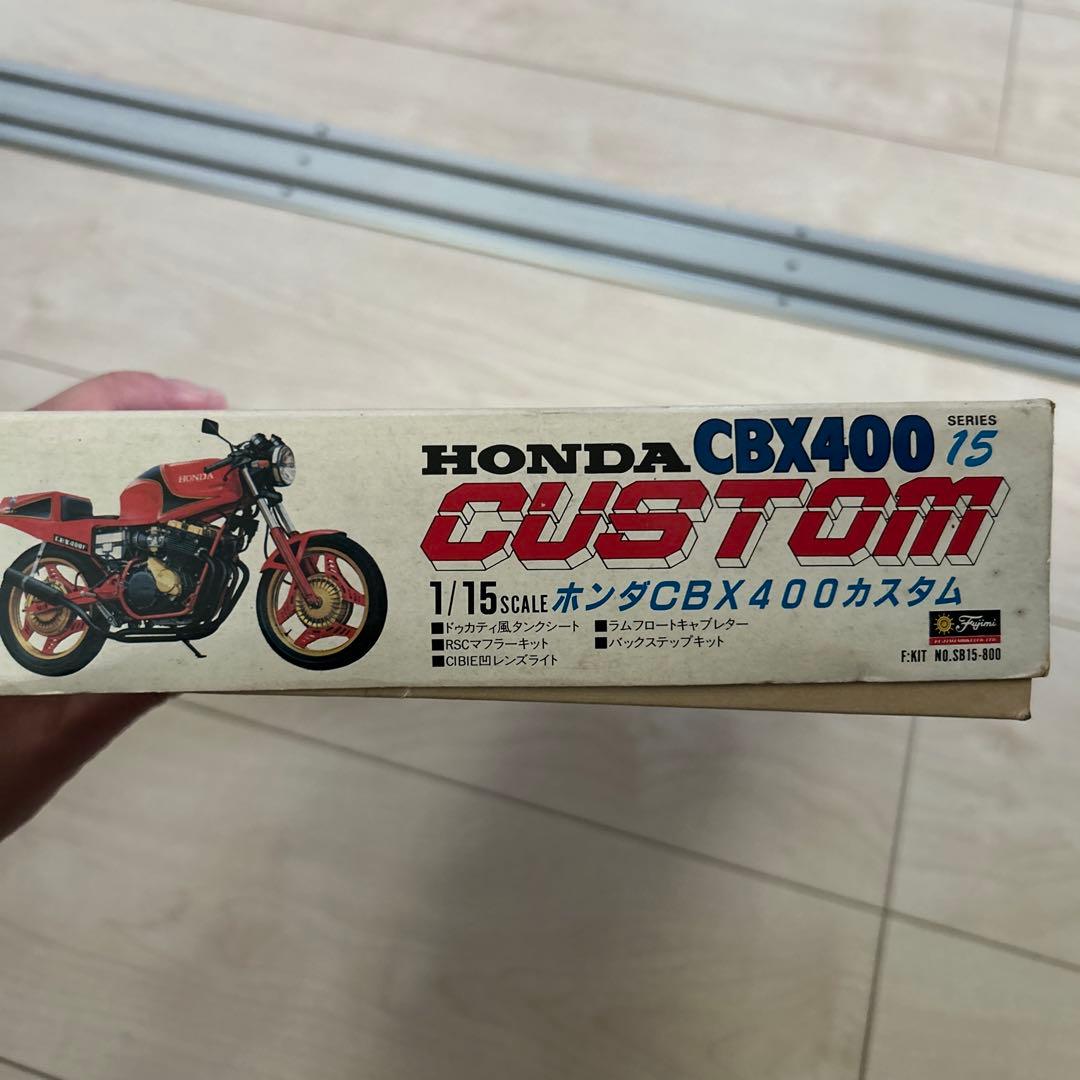 HONDA CBX400 SERIES 15
CUSTOM
1/15 SCALE ホンダCBX400カスタム
■ドゥカティ風タンクシート ■ラムフロートキャブレター
■RSCマフラーキット ■バックステップキット
■CIBIE凹レンズライト
Fujimi
F:KIT NO.SB15-800
HONDA
CBX400F